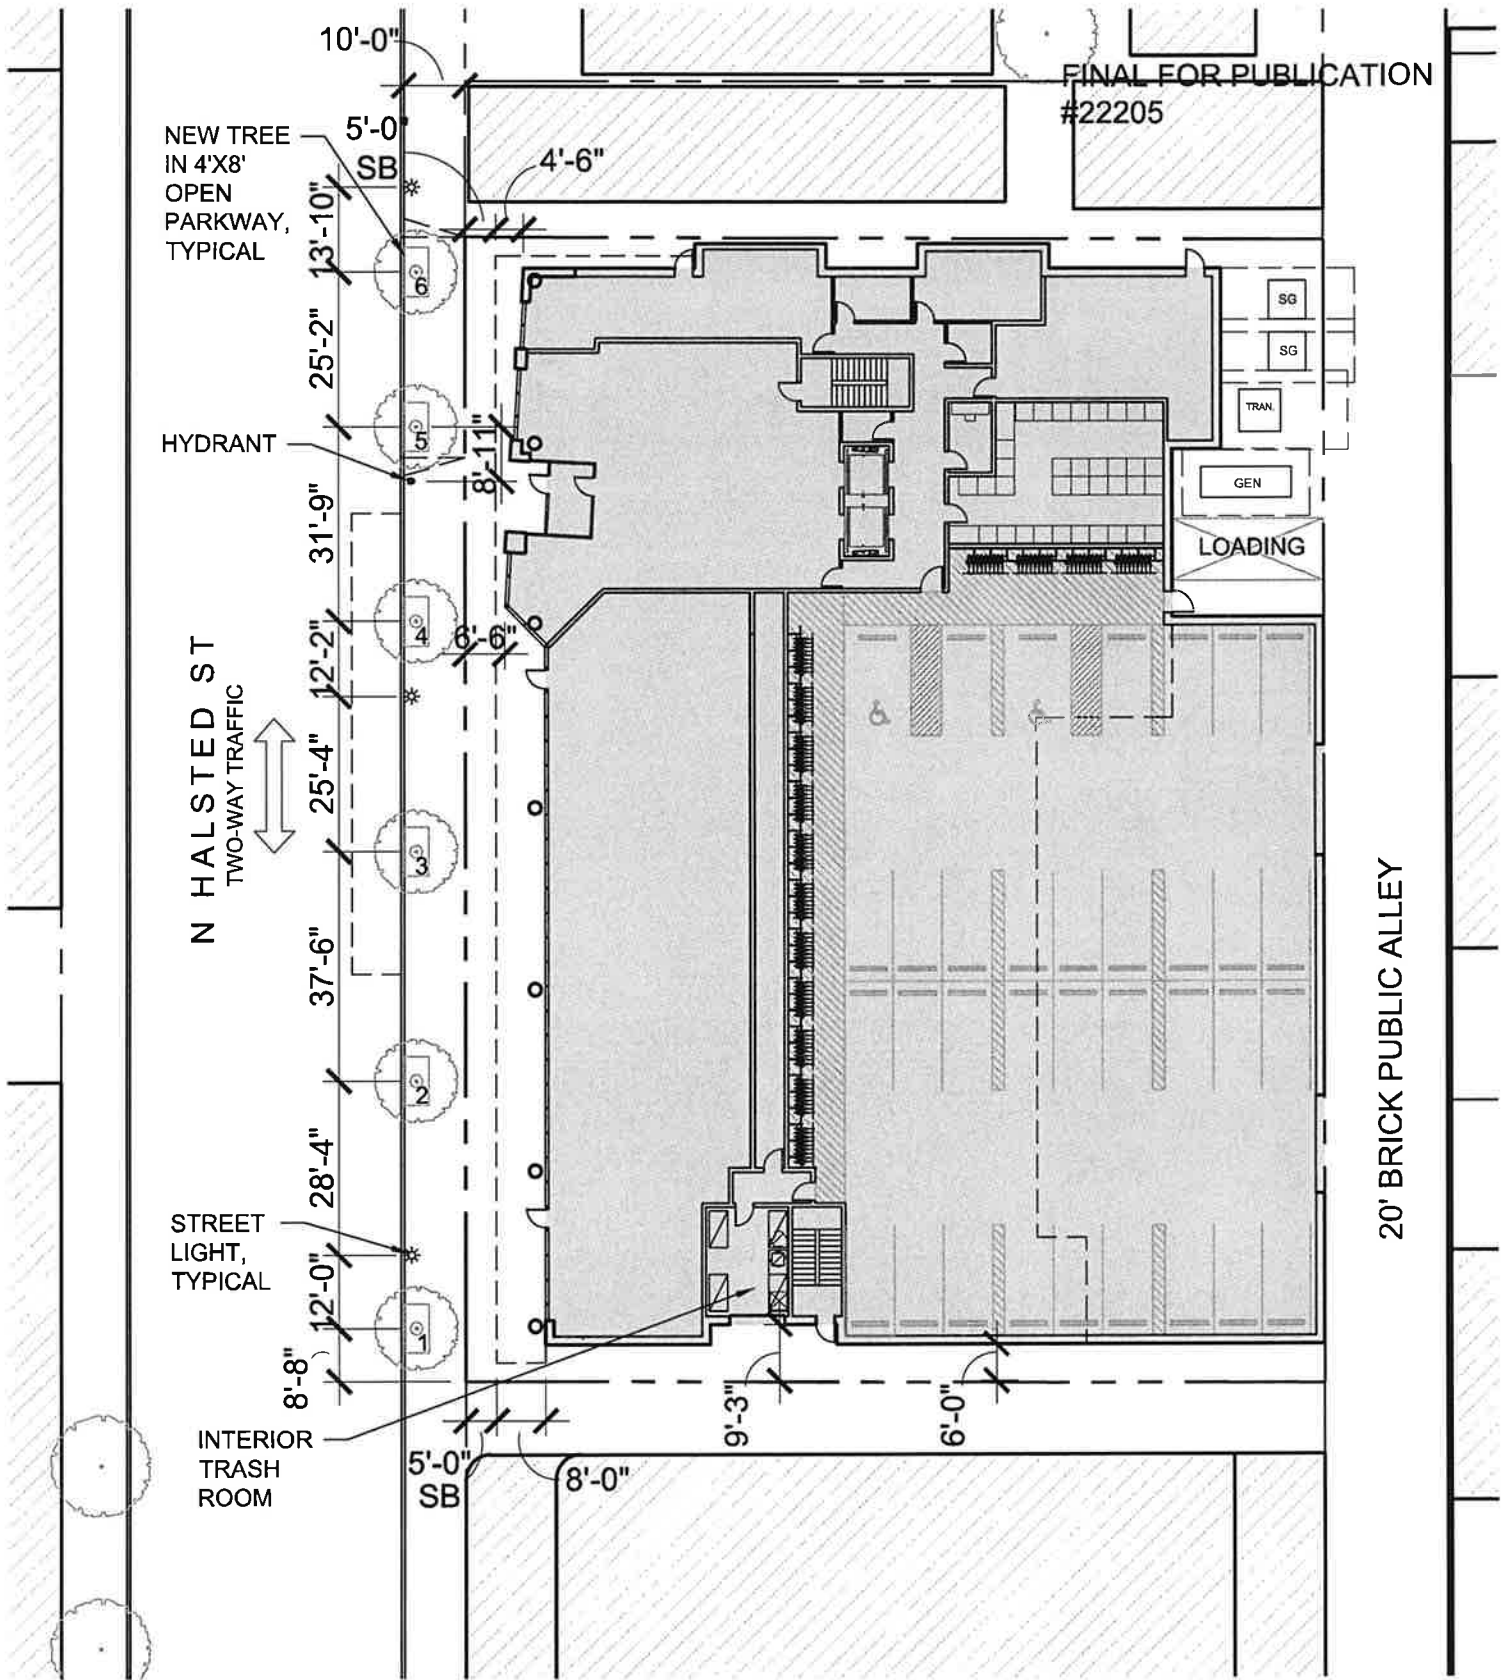 10'-0"
FINAL FOR PUBLICATION
#22205
NEW TREE
IN 4'X8'
OPEN
PARKWAY,
TYPICAL
5'-0"
SB
4'-6"
13'-10"
6
SG
25'-2"
SG
TRAN.
5
HYDRANT
8'-11"
GEN
31'-9"
LOADING
4
6'-6"
12'-2"
N HALSTED ST
TWO-WAY TRAFFIC
25'-4"
3
20' BRICK PUBLIC ALLEY
37'-6"
2
28'-4"
STREET
LIGHT,
TYPICAL
12'-0"
1
8'-8"
9'-3"
6'-0"
INTERIOR
TRASH
ROOM
5'-0"
SB
8'-0"